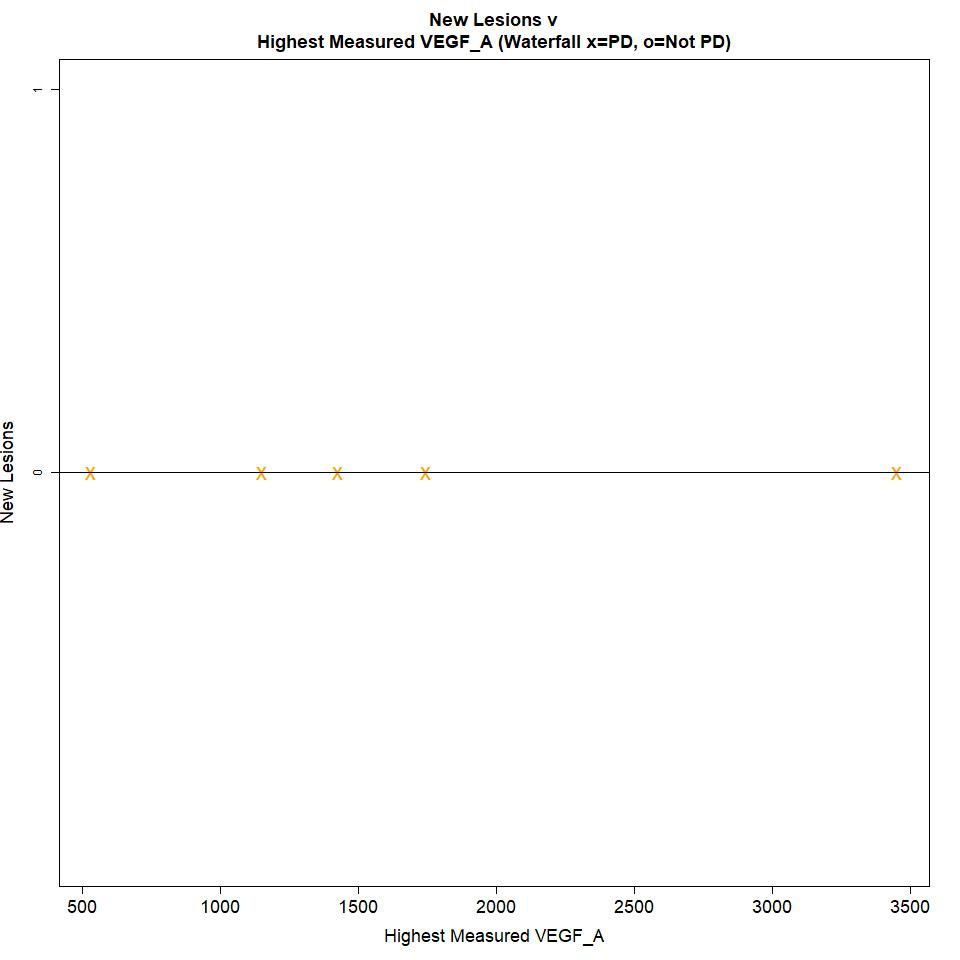 New Lesions v
Highest Measured VEGF_A (Waterfall x=PD, o=Not PD)
1
0
New Lesions
x x x x x
500 1000 1500 2000 2500 3000 3500
Highest Measured VEGF_A